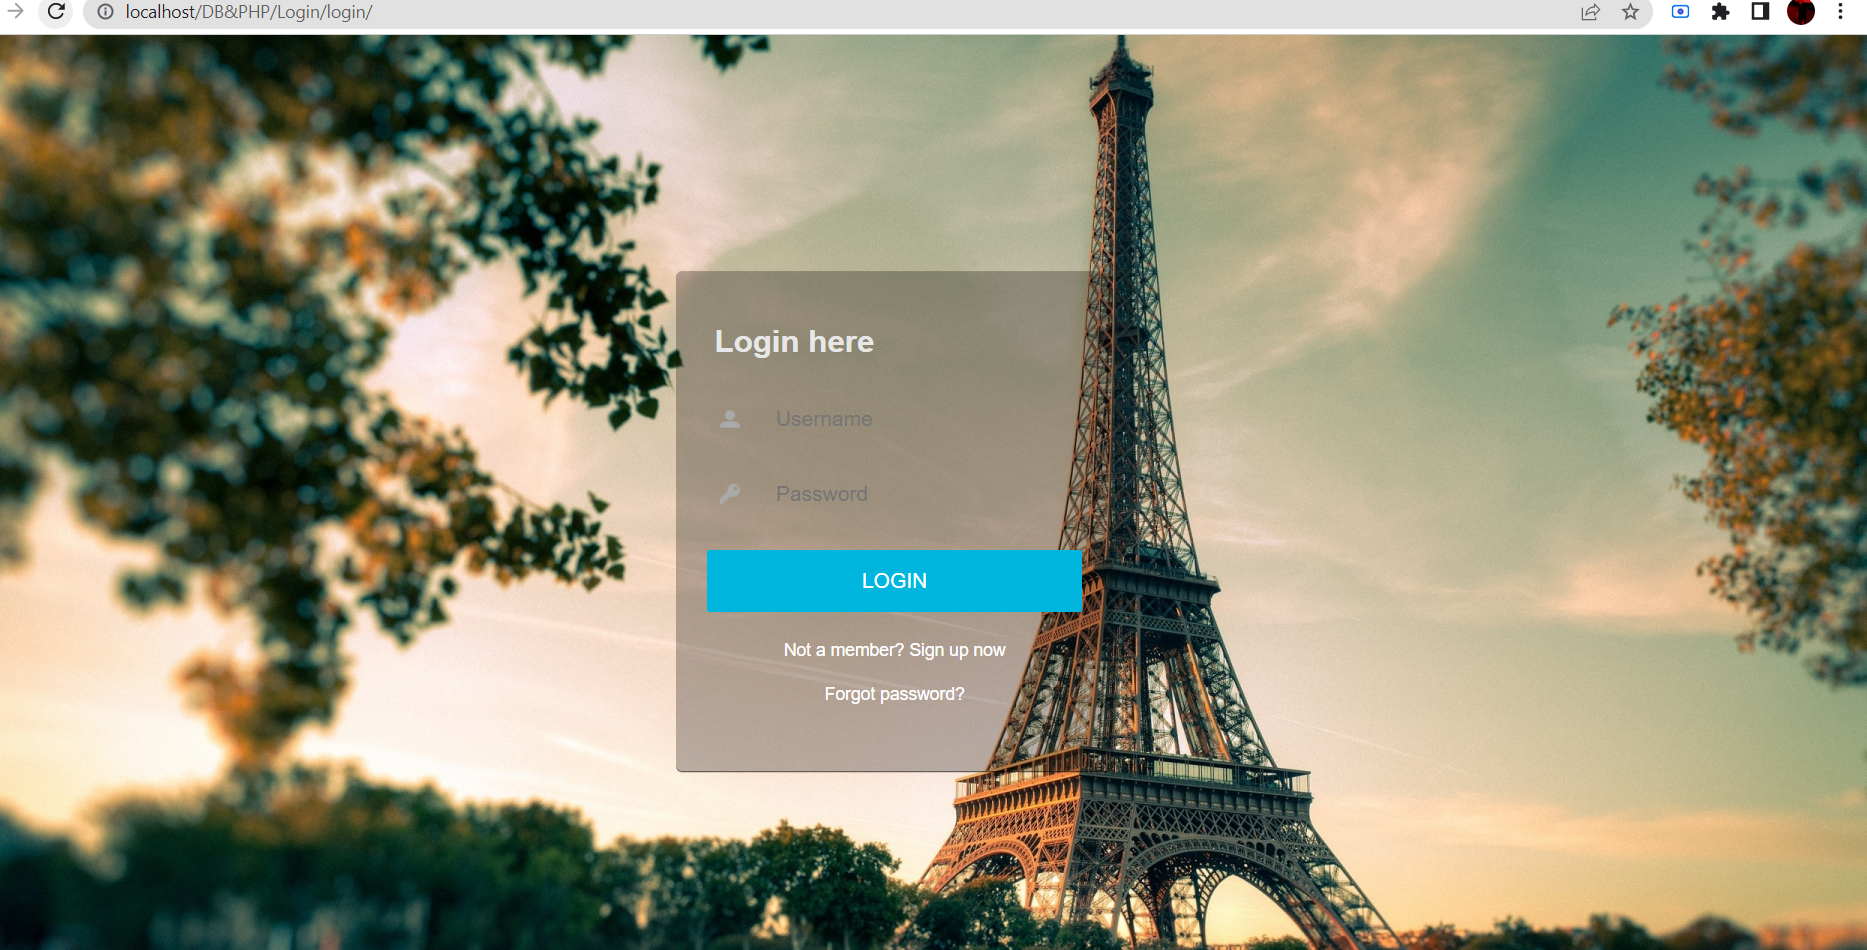 localhost/DB&PHP/Login/login/
Login here
Username
Password
LOGIN
Not a member? Sign up now
Forgot password?